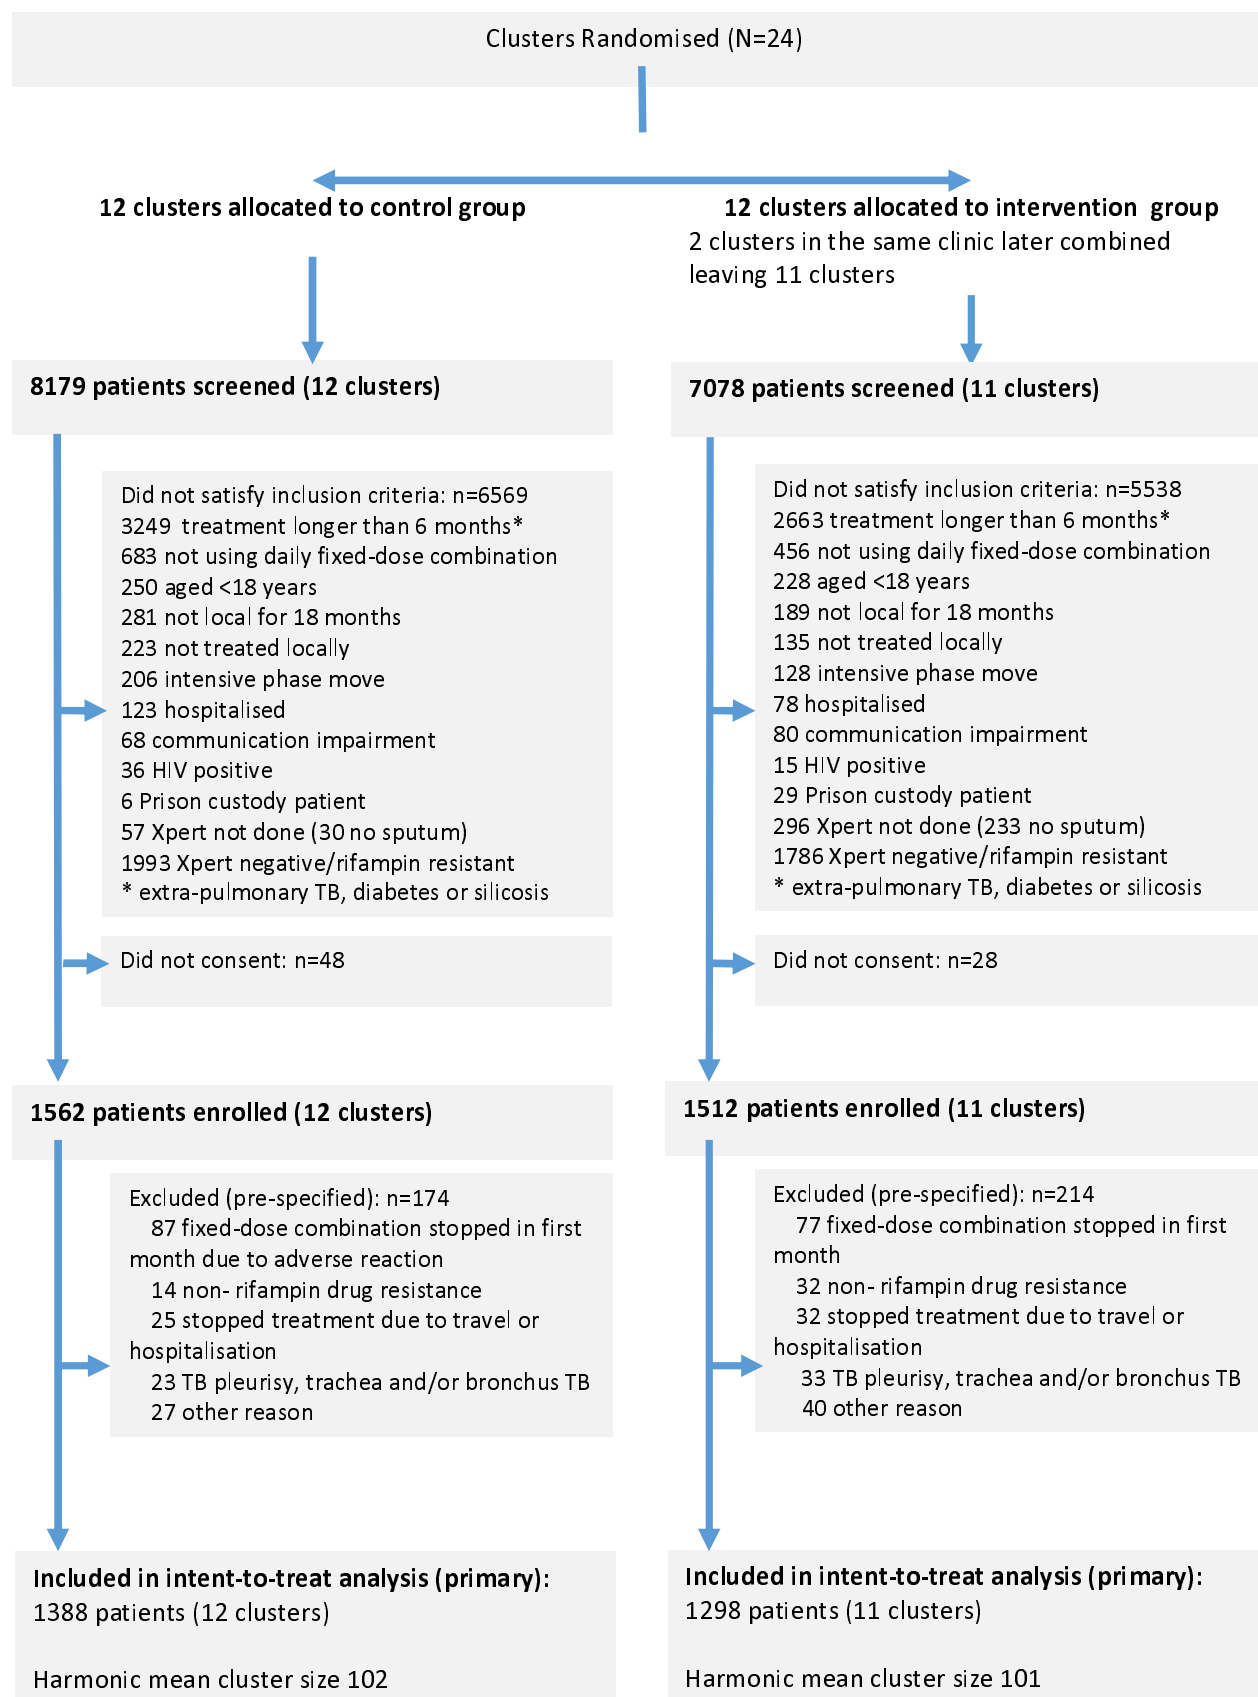 Clusters Randomised (N=24)
12 clusters allocated to control group
12 clusters allocated to intervention group
2 clusters in the same clinic later combined
leaving 11 clusters
8179 patients screened (12 clusters)
Did not satisfy inclusion criteria: n=6569
3249 treatment longer than 6 months*
683 not using daily fixed-dose combination
250 aged <18 years
281 not local for 18 months
223 not treated locally
206 intensive phase move
123 hospitalised
68 communication impairment
36 HIV positive
6 Prison custody patient
57 Xpert not done (30 no sputum)
1993 Xpert negative/rifampin resistant
* extra-pulmonary TB, diabetes or silicosis
Did not consent: n=48
1562 patients enrolled (12 clusters)
Excluded (pre-specified): n=174
87 fixed-dose combination stopped in first
month due to adverse reaction
14 non- rifampin drug resistance
25 stopped treatment due to travel or
hospitalisation
23 TB pleurisy, trachea and/or bronchus TB
27 other reason
Included in intent-to-treat analysis (primary):
1388 patients (12 clusters)
Harmonic mean cluster size 102
7078 patients screened (11 clusters)
Did not satisfy inclusion criteria: n=5538
2663 treatment longer than 6 months*
456 not using daily fixed-dose combination
228 aged <18 years
189 not local for 18 months
135 not treated locally
128 intensive phase move
78 hospitalised
80 communication impairment
15 HIV positive
29 Prison custody patient
296 Xpert not done (233 no sputum)
1786 Xpert negative/rifampin resistant
* extra-pulmonary TB, diabetes or silicosis
Did not consent: n=28
1512 patients enrolled (11 clusters)
Excluded (pre-specified): n=214
77 fixed-dose combination stopped in first
month
32 non- rifampin drug resistance
32 stopped treatment due to travel or
hospitalisation
33 TB pleurisy, trachea and/or bronchus TB
40 other reason
Included in intent-to-treat analysis (primary):
1298 patients (11 clusters)
Harmonic mean cluster size 101